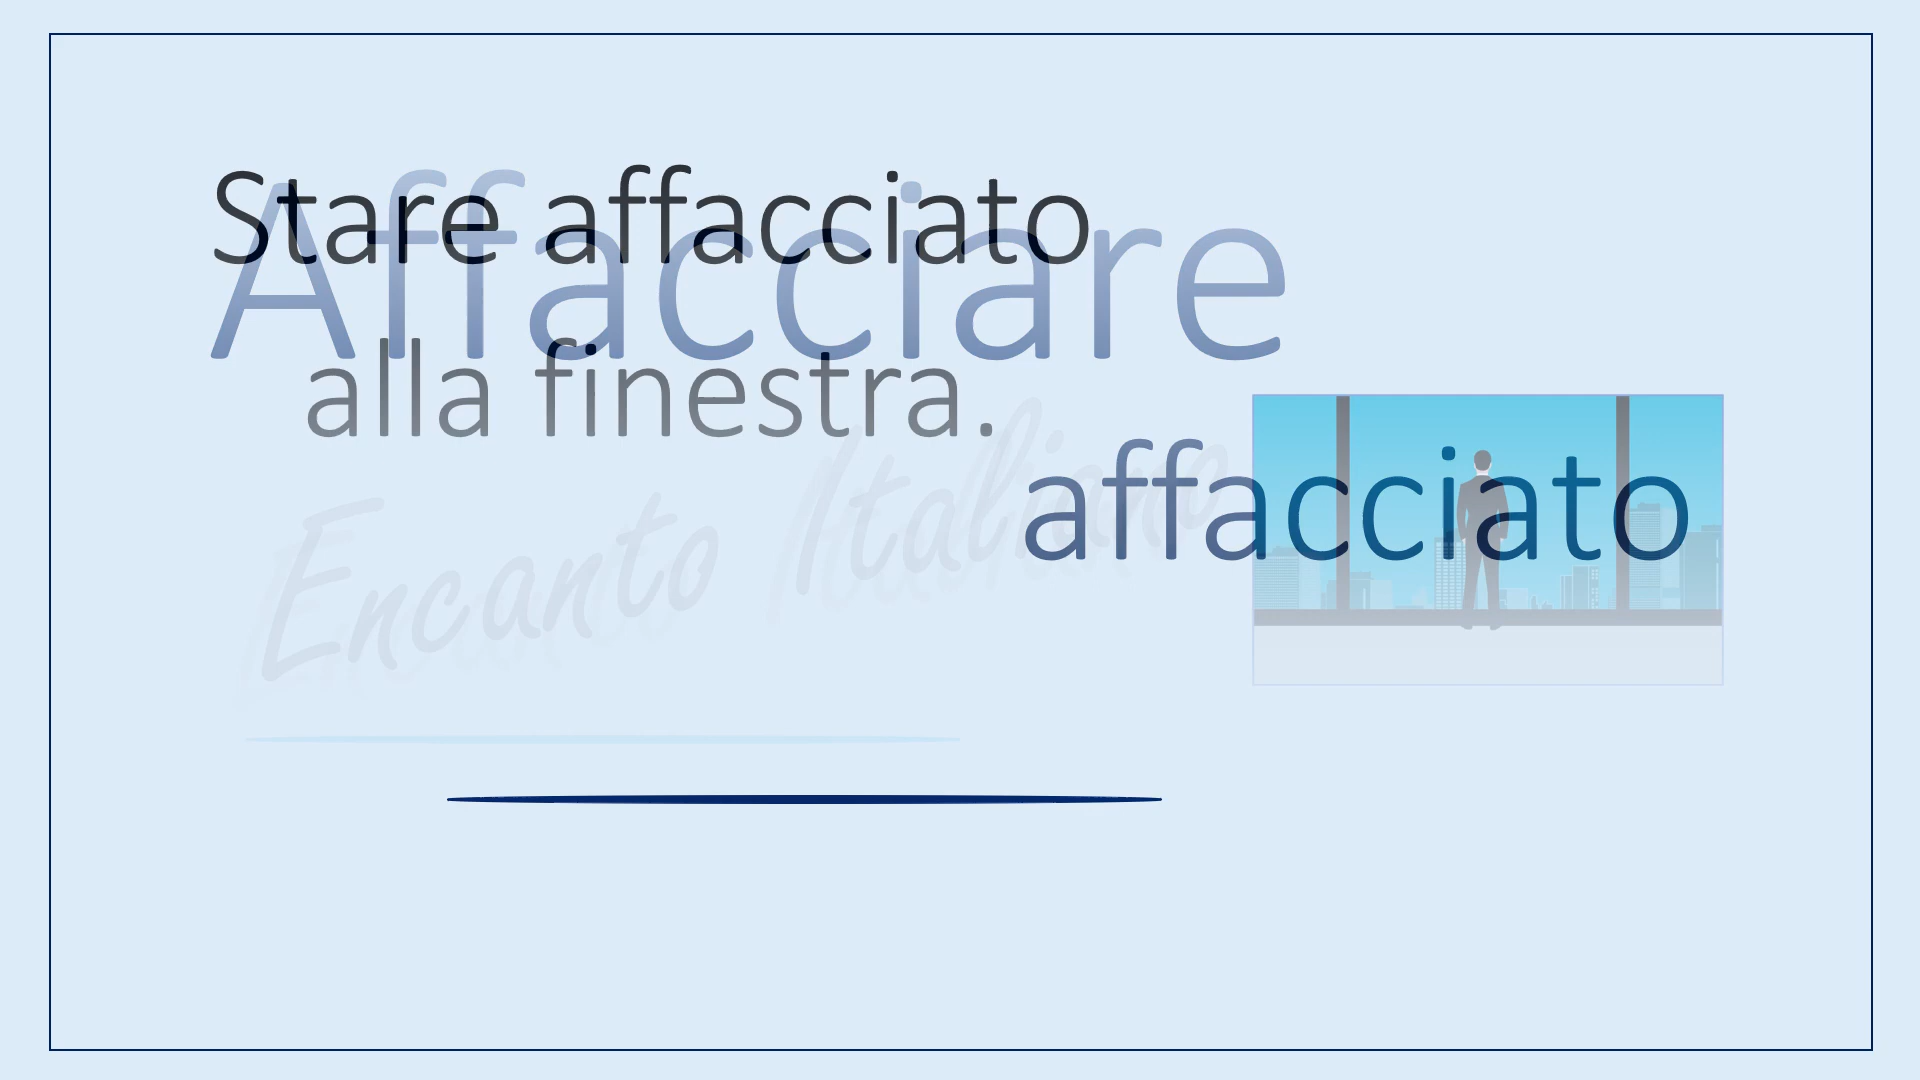 Stare affacciato
Affacciare
alla finestra.
affacciato
Encanto Italiano